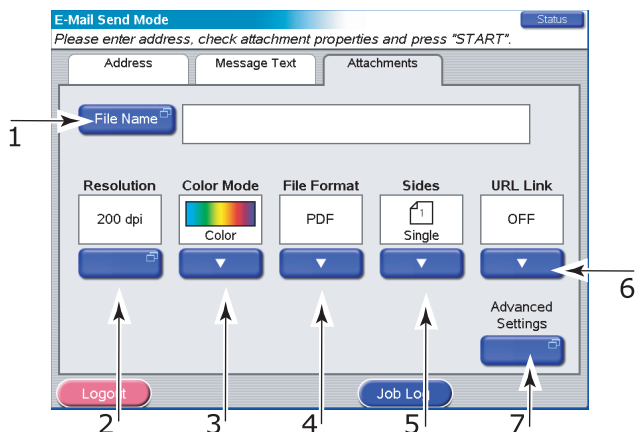 E-Mail Send Mode
Status
Please enter address, check attachment properties and press "START".
Address
Message Text
Attachments
File Name
1
Resolution
Color Mode
File Format
Sides
URL Link
200 dpi
Color
PDF
1
Single
OFF
6
Advanced
Settings
Logout
Job Log
2
3
4
5
7